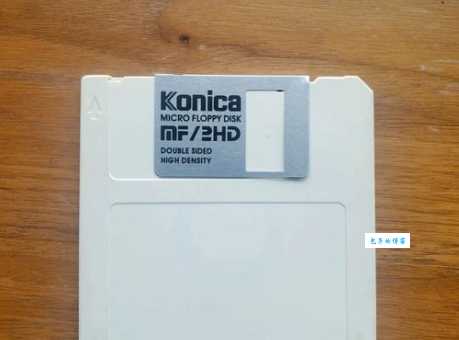 Konica
MICRO FLOPPY DISK
MF/2HD
DOUBLE SIDED
HIGH DENSITY